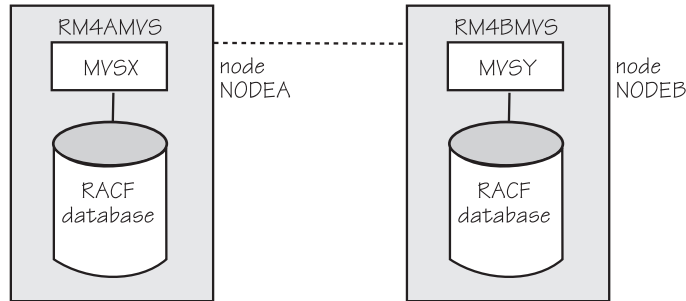 RM4AMVS
MVSX
node
NODEA
RACF
database
RM4BMVS
MVSY
node
NODEB
RACF
database